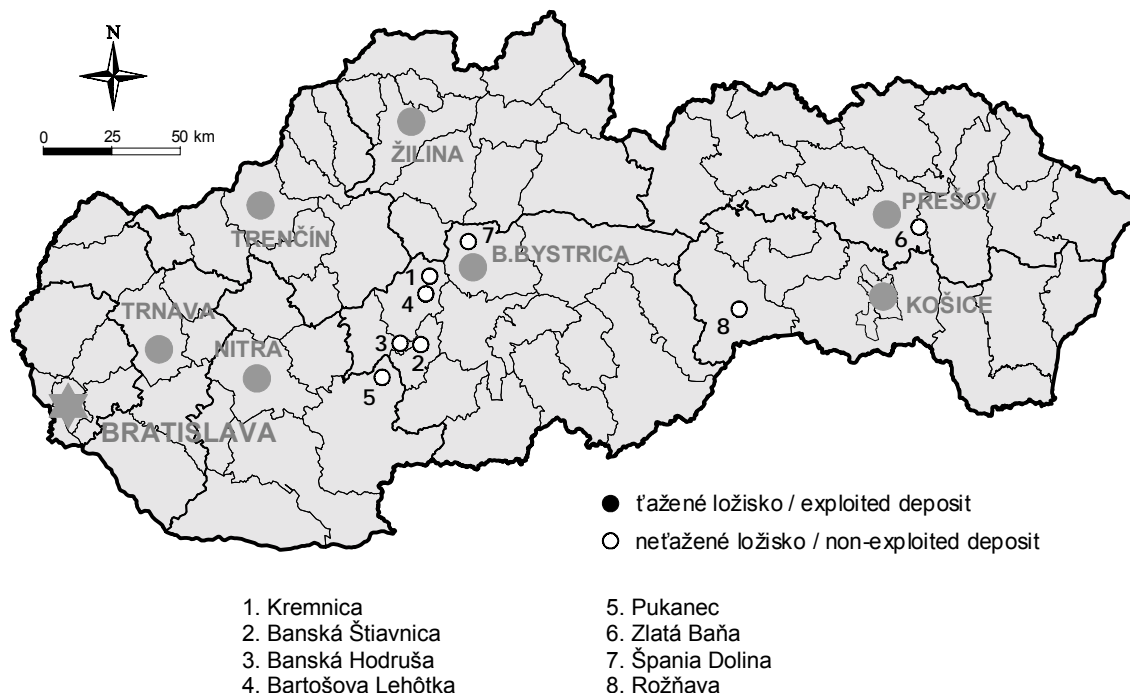 N
0 25 50 km
ŽILINA
PREŠOV
6
TRENČÍN
7
B.BYSTRICA
1
4
KOŠICE
TRNAVA
8
NITRA
3
2
5
BRATISLAVA
ťažené ložisko / exploited deposit
neťažené ložisko / non-exploited deposit
1. Kremnica
2. Banská Štiavnica
3. Banská Hodruša
4. Bartošova Lehôtka
5. Pukanec
6. Zlatá Baňa
7. Špania Dolina
8. Rožňava